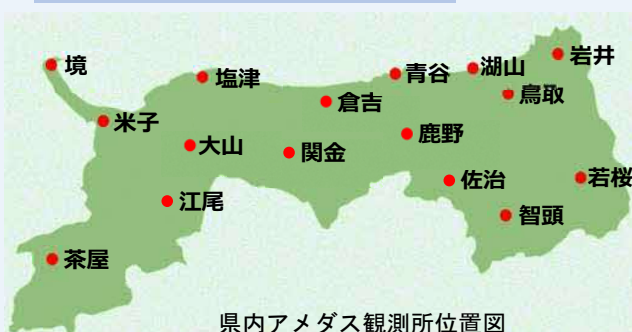 境
塩津
青谷
湖山
岩井
鳥取
倉吉
米子
鹿野
大山
関金
佐治
若桜
江尾
智頭
茶屋
県内アメダス観測所位置図